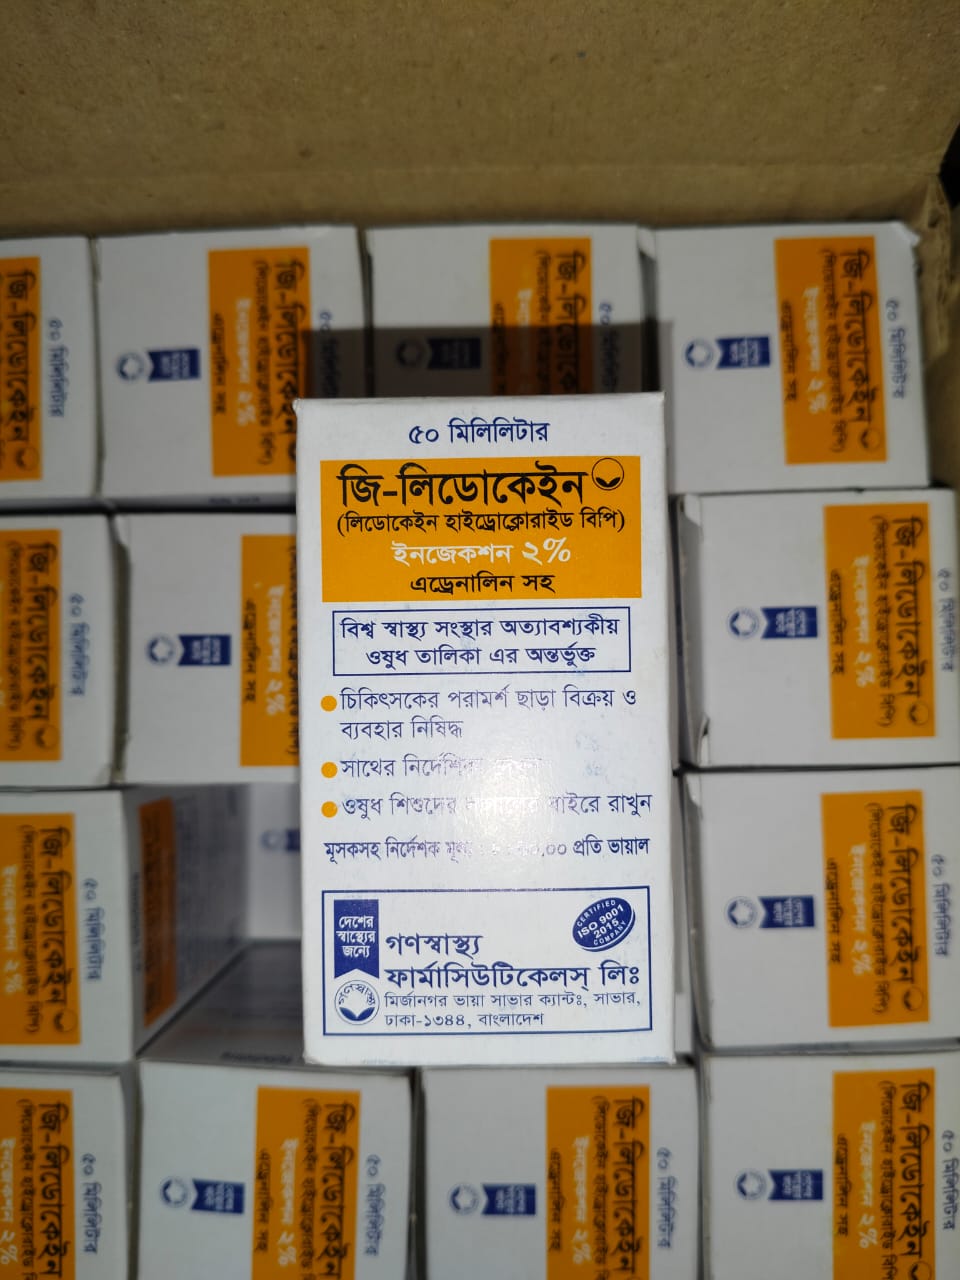 ৫০ মিলিলিটার
জি-লিডোকেইন
(লিডোকেইন হাইড্রোক্লোরাইড বিপি)
ইনজেকশন ২%
এড্রেনালিন সহ
বিশ্ব স্বাস্থ্য সংস্থার অত্যাবশ্যকীয়
ওষুধ তালিকা এর অন্তর্ভুক্ত
চিকিৎসকের পরামর্শ ছাড়া বিক্রয় ও
ব্যবহার নিষিদ্ধ
সাথের
ওষুধ শিশুদের বাইরে রাখুন
মূসকসহ নির্দেশক প্রতি ভায়াল
দেশের
স্বাস্থ্যের
জন্যে
গণস্বাস্থ্য
CERTIFIED
ISO 9001
2015
COMPANY
গণস্বাস্থ্য
ফার্মাসিউটিকেলস্ লিঃ
মির্জানগর ভায়া সাভার ক্যান্টঃ, সাভার,
ঢাকা-১৩৪৪, বাংলাদেশ